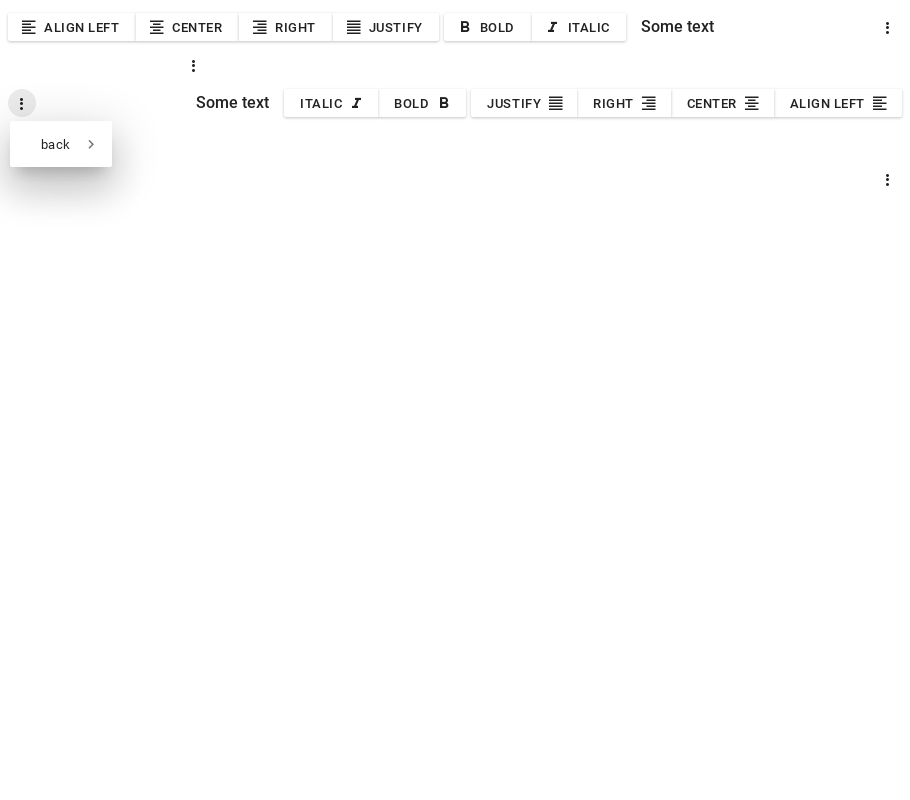 ALIGN LEFT CENTER RIGHT JUSTIFY BOLD ITALIC Some text
Some text ITALIC BOLD JUSTIFY RIGHT CENTER ALIGN LEFT
back